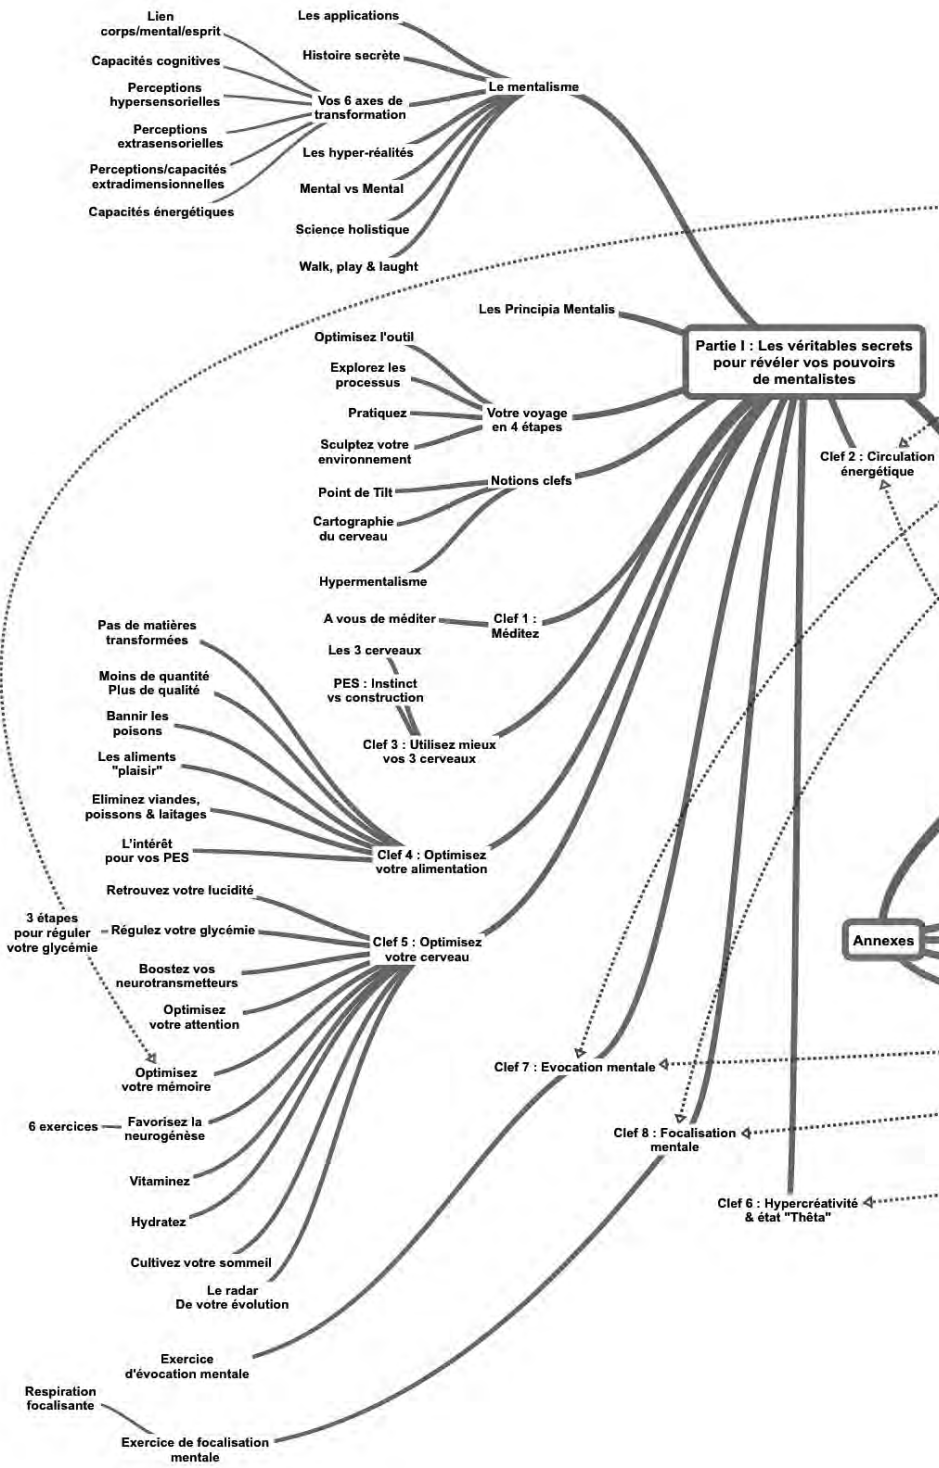 Lien
corps/mental/esprit
Capacités cognitives
Perceptions
hypersensorielles
Perceptions
extrasensorielles
Perceptions/capacités
extradimensionnelles
Capacités énergétiques
Les applications
Histoire secrète
Vos 6 axes de
transformation
Les hyper-réalités
Mental vs Mental
Science holistique
Walk, play & laught
Le mentalisme
Les Principia Mentalis
Partie I : Les véritables secrets
pour révéler vos pouvoirs
de mentalistes
Optimisez l'outil
Explorez les
processus
Pratiquez
Sculptez votre
environnement
Votre voyage
en 4 étapes
Clef 2 : Circulation
énergétique
Notions clefs
Point de Tilt
Cartographie
du cerveau
Hypermentalisme
A vous de méditer
Clef 1 :
Méditez
Les 3 cerveaux
PES : Instinct
vs construction
Clef 3 : Utilisez mieux
vos 3 cerveaux
Pas de matières
transformées
Moins de quantité
Plus de qualité
Bannir les
poisons
Les aliments
"plaisir"
Eliminez viandes,
poissons & laitages
L'intérêt
pour vos PES
Clef 4 : Optimisez
votre alimentation
Retrouvez votre lucidité
3 étapes
pour réguler
votre glycémie
Régulez votre glycémie
Clef 5 : Optimisez
votre cerveau
Boostez vos
neurotransmetteurs
Optimisez
votre attention
Optimisez
votre mémoire
6 exercices
Favorisez la
neurogénèse
Vitaminez
Hydratez
Cultivez votre sommeil
Le radar
De votre évolution
Annexes
Clef 7 : Evocation mentale
Clef 8 : Focalisation
mentale
Clef 6 : Hypercréativité
& état "Thêta"
Exercice
d'évocation mentale
Respiration
focalisante
Exercice de focalisation
mentale